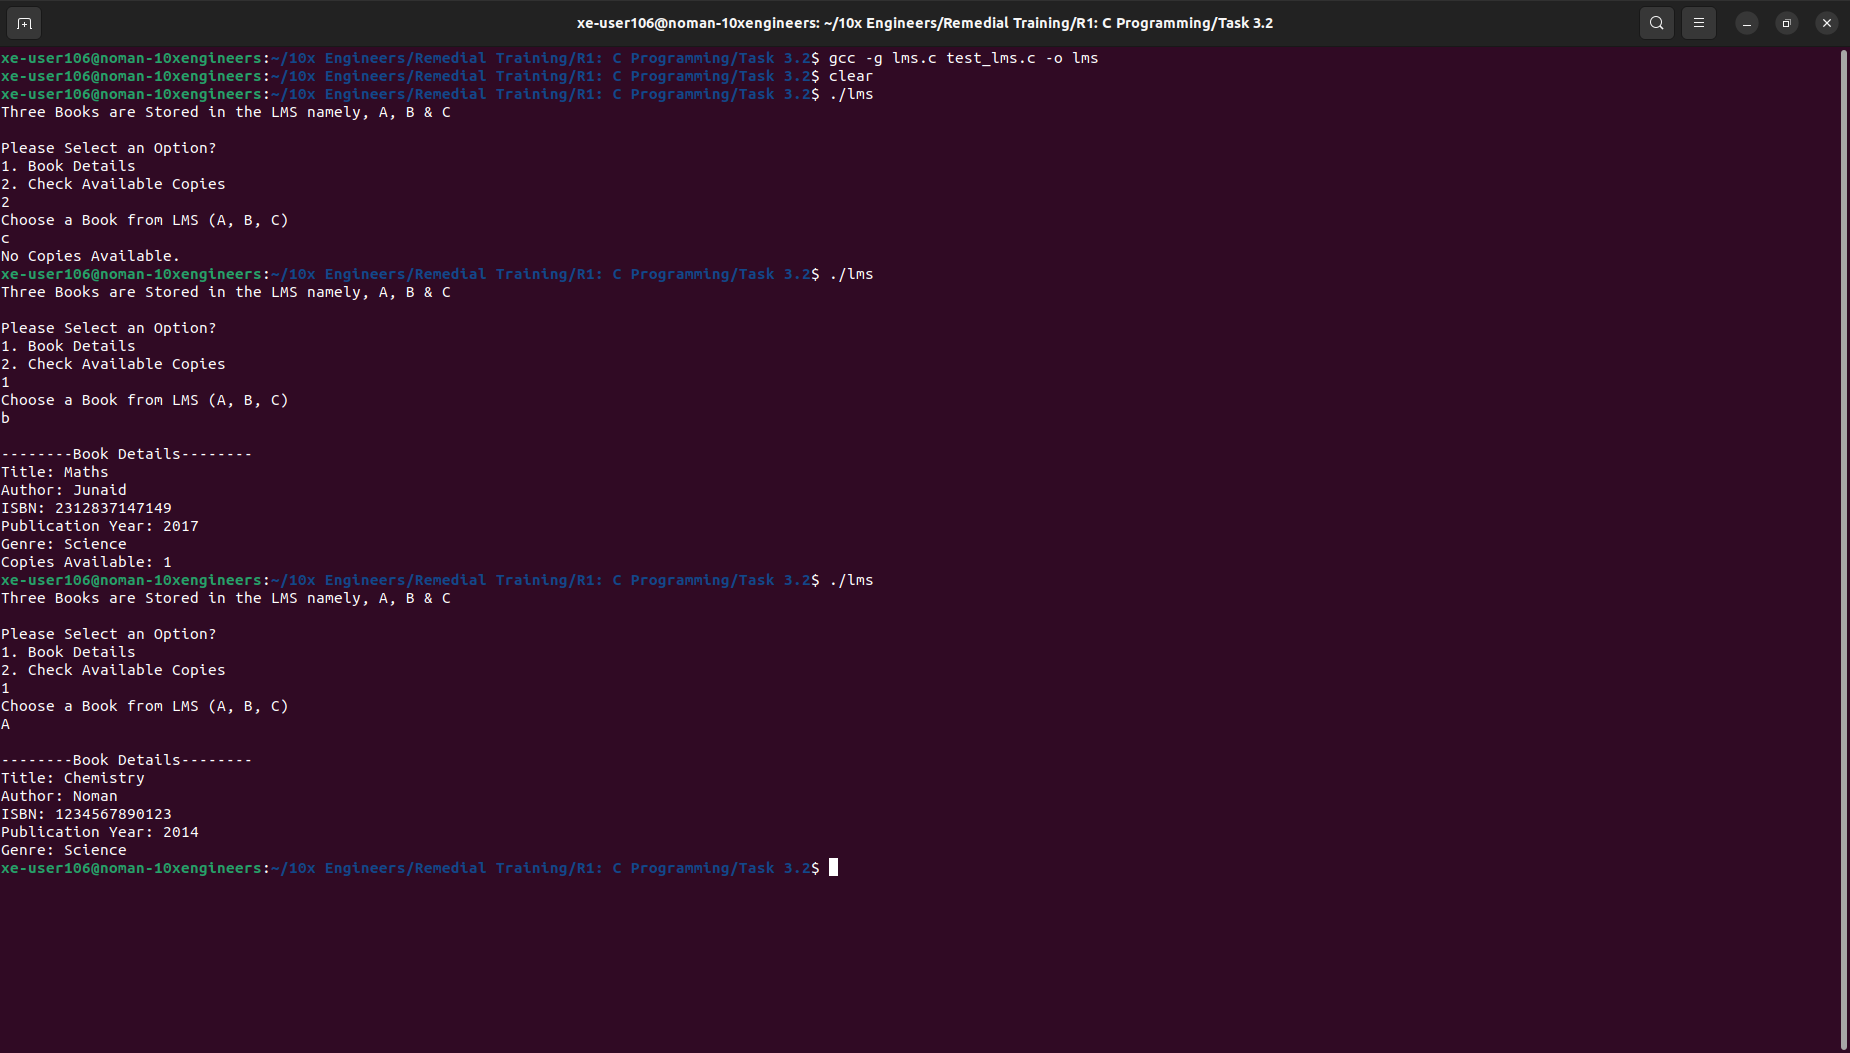 xe-user106@noman-10xengineers: ~/10x Engineers/Remedial Training/R1: C Programming/Task 3.2
xe-user106@noman-10xengineers:~/10x Engineers/Remedial Training/R1: C Programming/Task 3.2$ gcc -g lms.c test_lms.c -o lms
xe-user106@noman-10xengineers:~/10x Engineers/Remedial Training/R1: C Programming/Task 3.2$ clear
xe-user106@noman-10xengineers:~/10x Engineers/Remedial Training/R1: C Programming/Task 3.2$ ./lms
Three Books are Stored in the LMS namely, A, B & C
Please Select an Option?
1. Book Details
2. Check Available Copies
2
Choose a Book from LMS (A, B, C)
c
No Copies Available.
xe-user106@noman-10xengineers:~/10x Engineers/Remedial Training/R1: C Programming/Task 3.2$ ./lms
Three Books are Stored in the LMS namely, A, B & C
Please Select an Option?
1. Book Details
2. Check Available Copies
1
Choose a Book from LMS (A, B, C)
b
--------Book Details--------
Title: Maths
Author: Junaid
ISBN: 2312837147149
Publication Year: 2017
Genre: Science
Copies Available: 1
xe-user106@noman-10xengineers:~/10x Engineers/Remedial Training/R1: C Programming/Task 3.2$ ./lms
Three Books are Stored in the LMS namely, A, B & C
Please Select an Option?
1. Book Details
2. Check Available Copies
1
Choose a Book from LMS (A, B, C)
A
--------Book Details--------
Title: Chemistry
Author: Noman
ISBN: 1234567890123
Publication Year: 2014
Genre: Science
xe-user106@noman-10xengineers:~/10x Engineers/Remedial Training/R1: C Programming/Task 3.2$